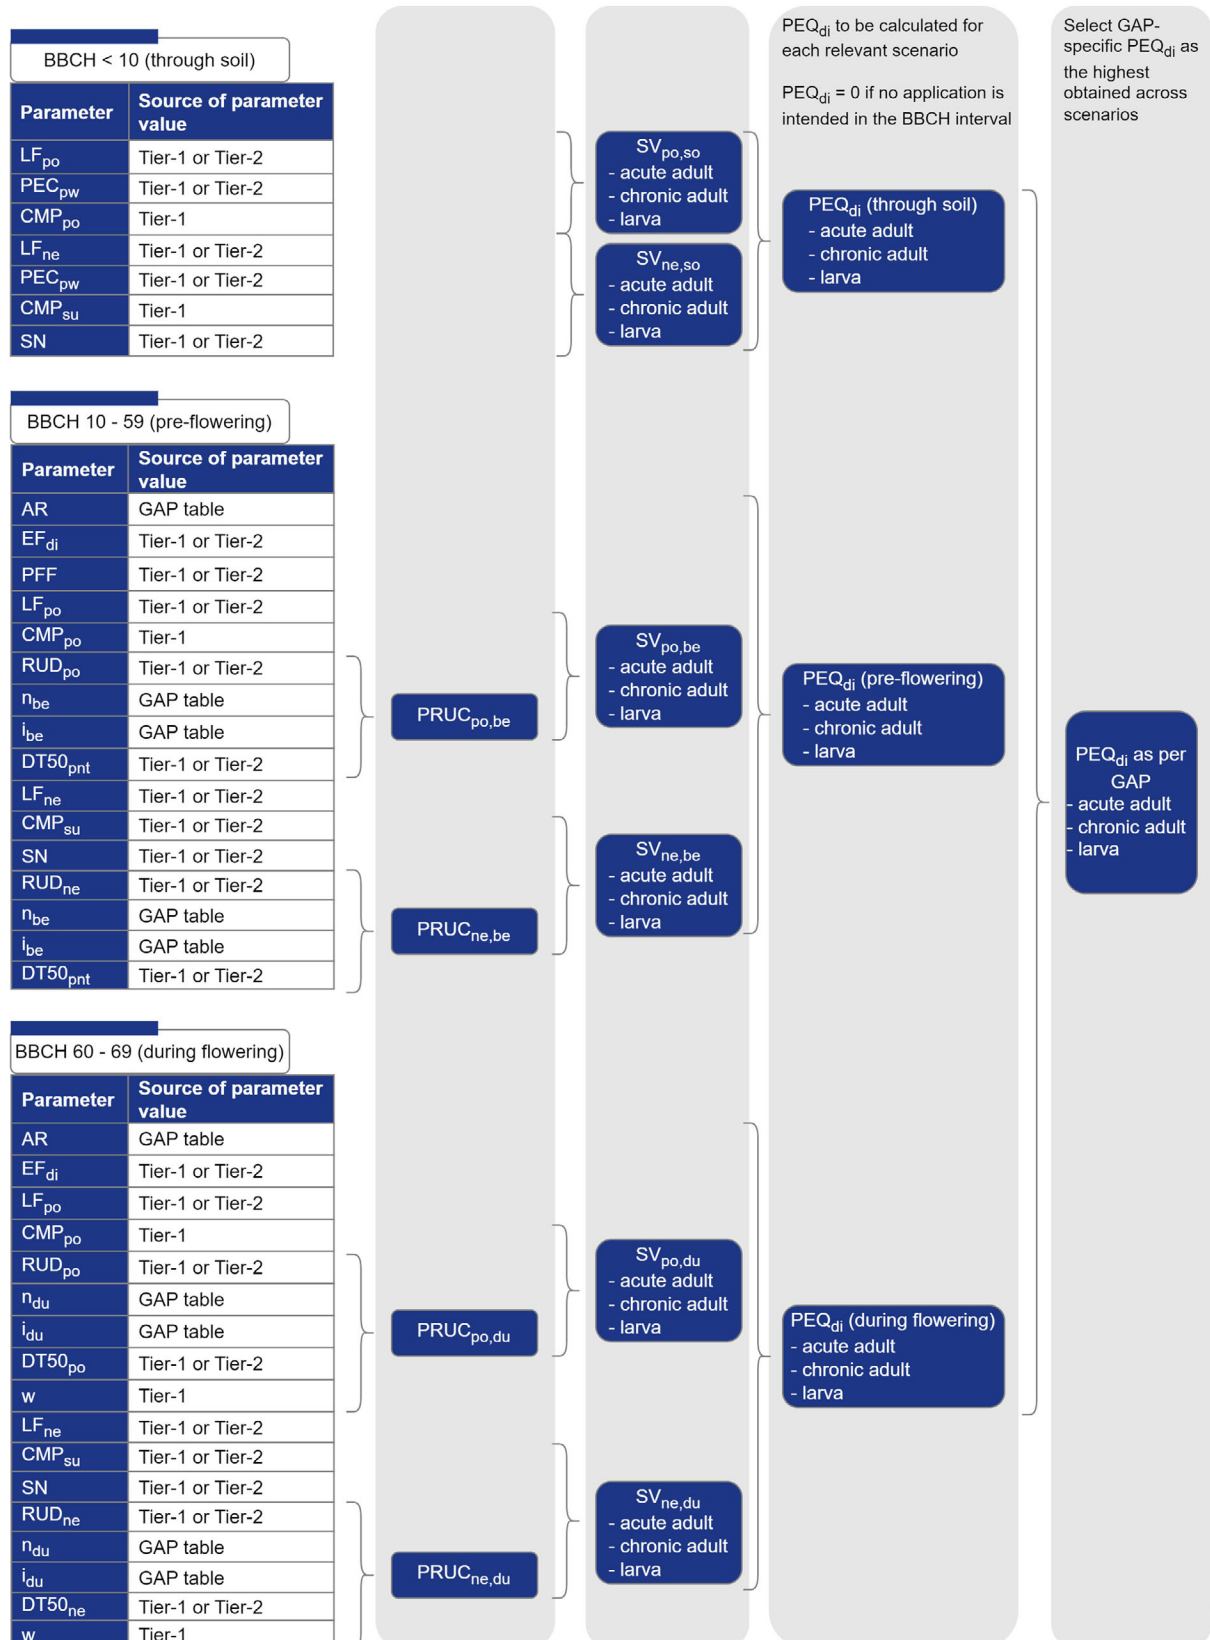 PEQdi to be calculated for
each relevant scenario
PEQdi = 0 if no application is
intended in the BBCH interval
Select GAP-
specific PEQdi as
the highest
obtained across
scenarios
BBCH < 10 (through soil)
Parameter Source of parameter
value
LFpo Tier-1 or Tier-2
PECpw Tier-1 or Tier-2
CMPpo Tier-1
LFne Tier-1 or Tier-2
PECpw Tier-1 or Tier-2
CMPsu Tier-1
SN Tier-1 or Tier-2
SVpo,so
- acute adult
- chronic adult
- larva
SVne,so
- acute adult
- chronic adult
- larva
PEQdi (through soil)
- acute adult
- chronic adult
- larva
BBCH 10 - 59 (pre-flowering)
Parameter Source of parameter
value
AR GAP table
EFdi Tier-1 or Tier-2
PFF Tier-1 or Tier-2
LFpo Tier-1 or Tier-2
CMPpo Tier-1
RUDpo Tier-1 or Tier-2
nbe GAP table
ibe GAP table
DT50pnt Tier-1 or Tier-2
LFne Tier-1 or Tier-2
CMPsu Tier-1 or Tier-2
SN Tier-1 or Tier-2
RUDne Tier-1 or Tier-2
nbe GAP table
ibe GAP table
DT50pnt Tier-1 or Tier-2
PRUCpo,be
PRUCne,be
SVpo,be
- acute adult
- chronic adult
- larva
SVne,be
- acute adult
- chronic adult
- larva
PEQdi (pre-flowering)
- acute adult
- chronic adult
- larva
PEQdi as per
GAP
- acute adult
- chronic adult
- larva
BBCH 60 - 69 (during flowering)
Parameter Source of parameter
value
AR GAP table
EFdi Tier-1 or Tier-2
LFpo Tier-1 or Tier-2
CMPpo Tier-1
RUDpo Tier-1 or Tier-2
ndu GAP table
idu GAP table
DT50po Tier-1 or Tier-2
w Tier-1
LFne Tier-1 or Tier-2
CMPsu Tier-1 or Tier-2
SN Tier-1 or Tier-2
RUDne Tier-1 or Tier-2
ndu GAP table
idu GAP table
DT50ne Tier-1 or Tier-2
w Tier-1
PRUCpo,du
PRUCne,du
SVpo,du
- acute adult
- chronic adult
- larva
SVne,du
- acute adult
- chronic adult
- larva
PEQdi (during flowering)
- acute adult
- chronic adult
- larva